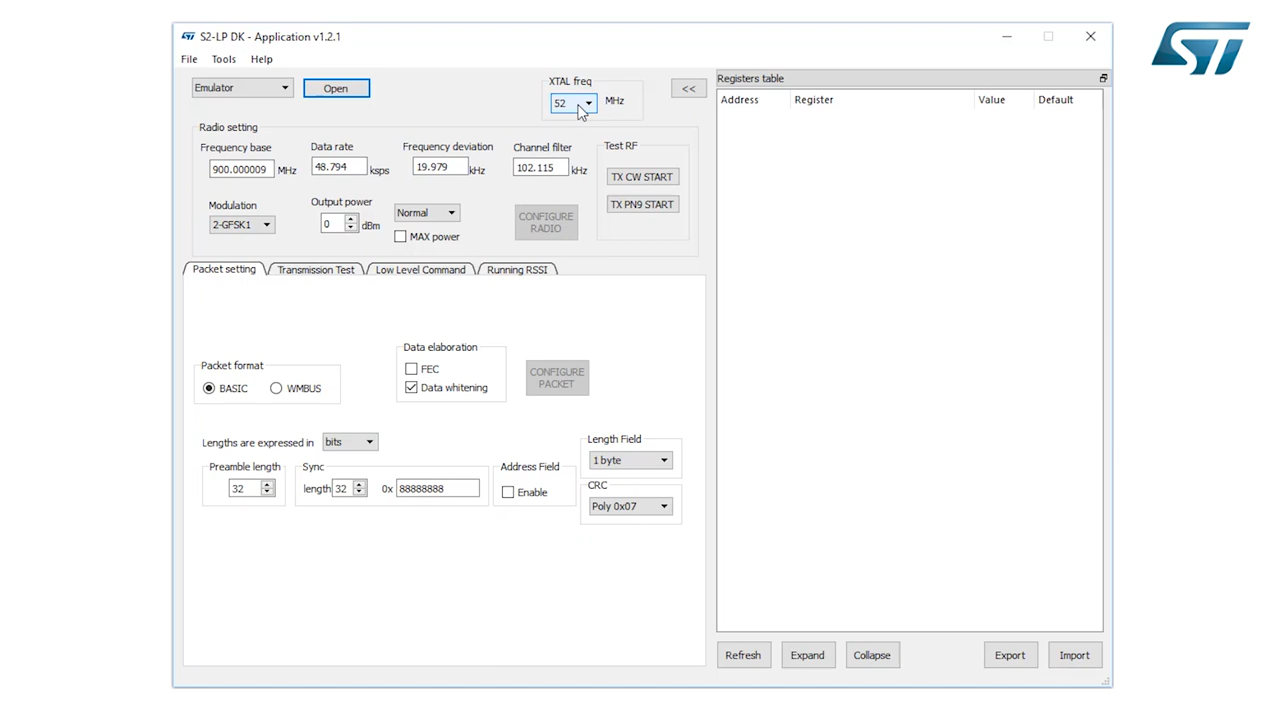 S2-LP DK - Application v1.2.1
File Tools Help
Emulator Open XTAL freq 52 MHz <<
Radio setting
Frequency base Data rate Frequency deviation Channel filter Test RF
900.000009 MHz 48.794 ksps 19.979 kHz 102.115 kHz TX CW START
Modulation Output power TX PN9 START
2-GFSK1 0 dBm Normal CONFIGURE
RADIO
MAX power
Packet setting Transmission Test Low Level Command Running RSSI
Data elaboration
Packet format FEC CONFIGURE
PACKET
BASIC WMBUS Data whitening
Lengths are expressed in bits Length Field
1 byte
Preamble length Sync Address Field
32 length 32 0x 88888888 Enable CRC
Poly 0x07
Registers table
Address Register Value Default
Refresh Expand Collapse Export Import
ST